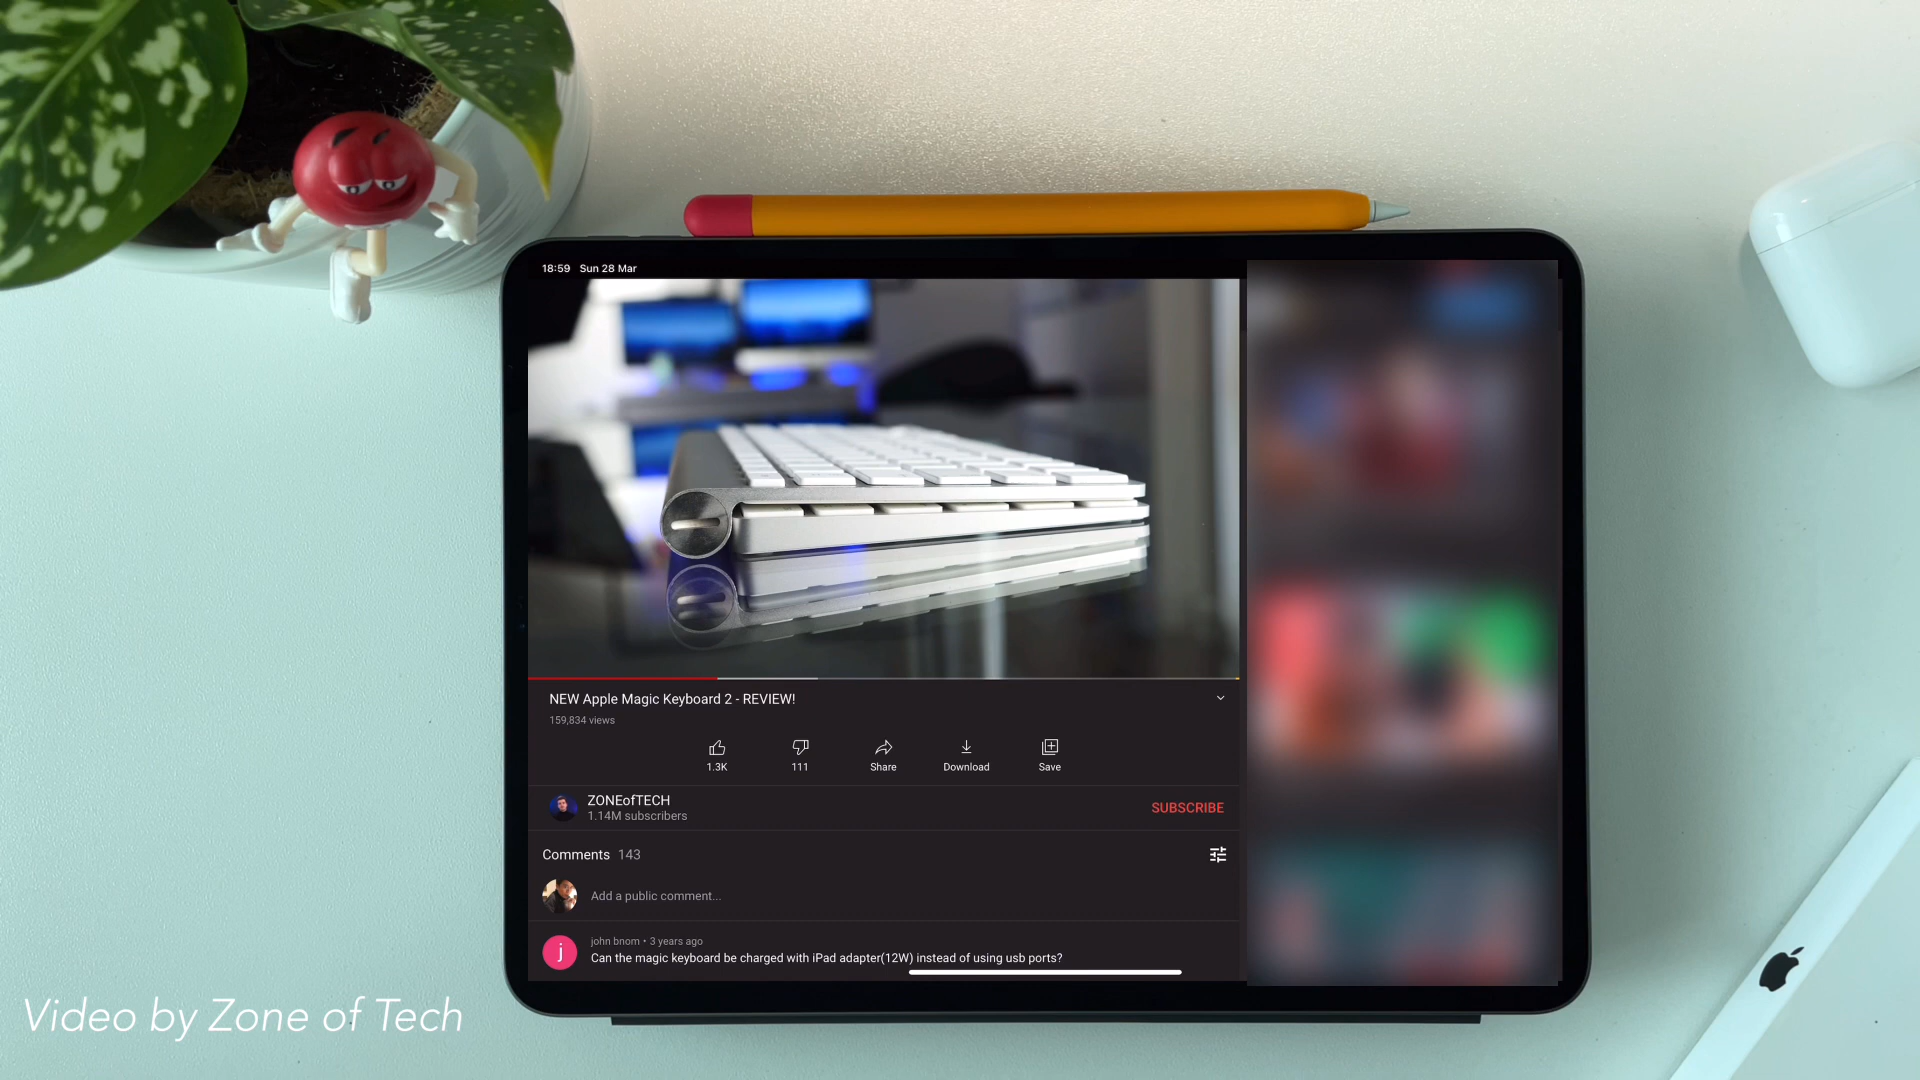 18:59 Sun 28 Mar
NEW Apple Magic Keyboard 2 - REVIEW!
159,834 views
1.3K
111
Share
Download
Save
ZONEofTECH
1.14M subscribers
SUBSCRIBE
Comments 143
Add a public comment...
j
john bnom • 3 years ago
Can the magic keyboard be charged with iPad adapter(12W) instead of using usb ports?
Video by Zone of Tech